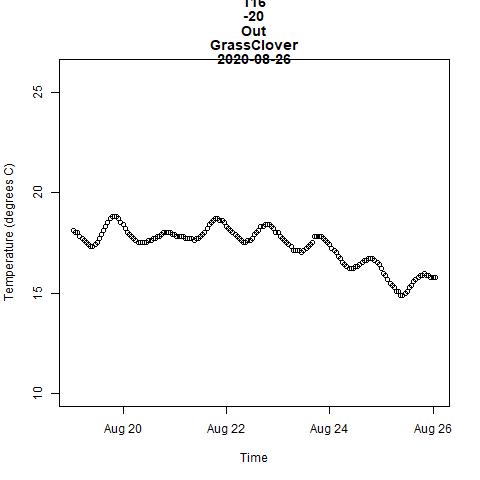 T16
-20
Out
GrassClover
2020-08-26
Temperature (degrees C)
25
20
15
10
Aug 20
Aug 22
Aug 24
Aug 26
Time